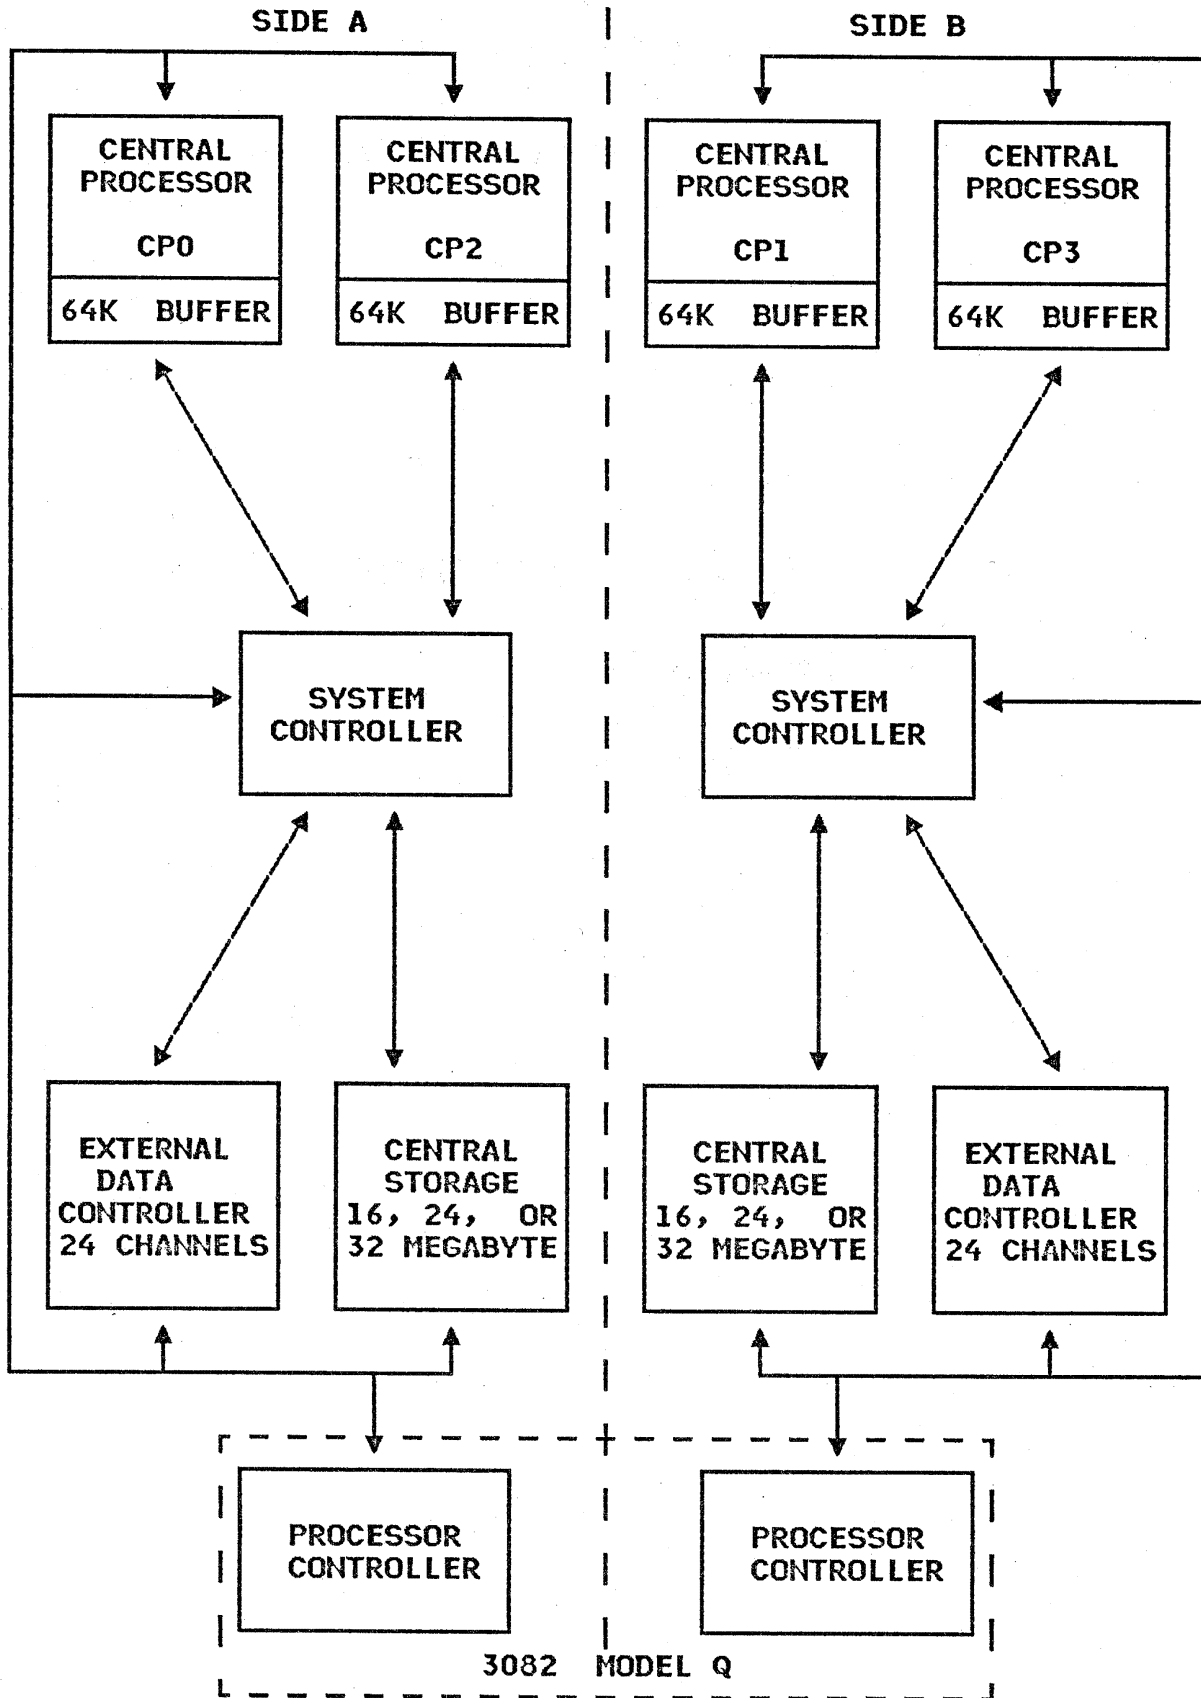 SIDE A
SIDE B
CENTRAL
PROCESSOR
CP0
64K BUFFER
CENTRAL
PROCESSOR
CP2
64K BUFFER
CENTRAL
PROCESSOR
CP1
64K BUFFER
CENTRAL
PROCESSOR
CP3
64K BUFFER
SYSTEM
CONTROLLER
SYSTEM
CONTROLLER
EXTERNAL
DATA
CONTROLLER
24 CHANNELS
CENTRAL
STORAGE
16, 24, OR
32 MEGABYTE
CENTRAL
STORAGE
16, 24, OR
32 MEGABYTE
EXTERNAL
DATA
CONTROLLER
24 CHANNELS
PROCESSOR
CONTROLLER
PROCESSOR
CONTROLLER
3082 MODEL Q